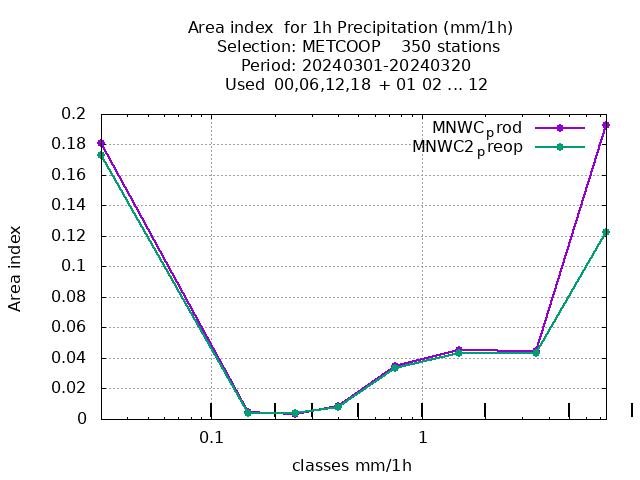 Area index  for 1h Precipitation (mm/1h)
Selection: METCOOP    350 stations
Period: 20240301-20240320
Used  00,06,12,18 + 01 02 ... 12
MNWCprod
MNWC2preop
0.2
0.18
0.16
0.14
0.12
0.1
0.08
0.06
0.04
0.02
0
Area index
0.1
1
classes mm/1h